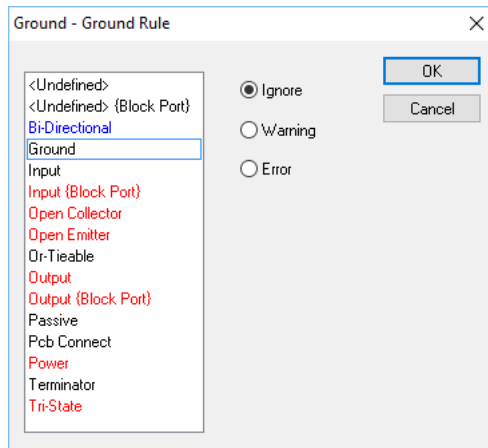 Ground - Ground Rule
<Undefined>
<Undefined> {Block Port}
Bi-Directional
Ground
Input
Input {Block Port}
Open Collector
Open Emitter
Or-Tieable
Output
Output {Block Port}
Passive
Pcb Connect
Power
Terminator
Tri-State
Ignore
Warning
Error
OK
Cancel